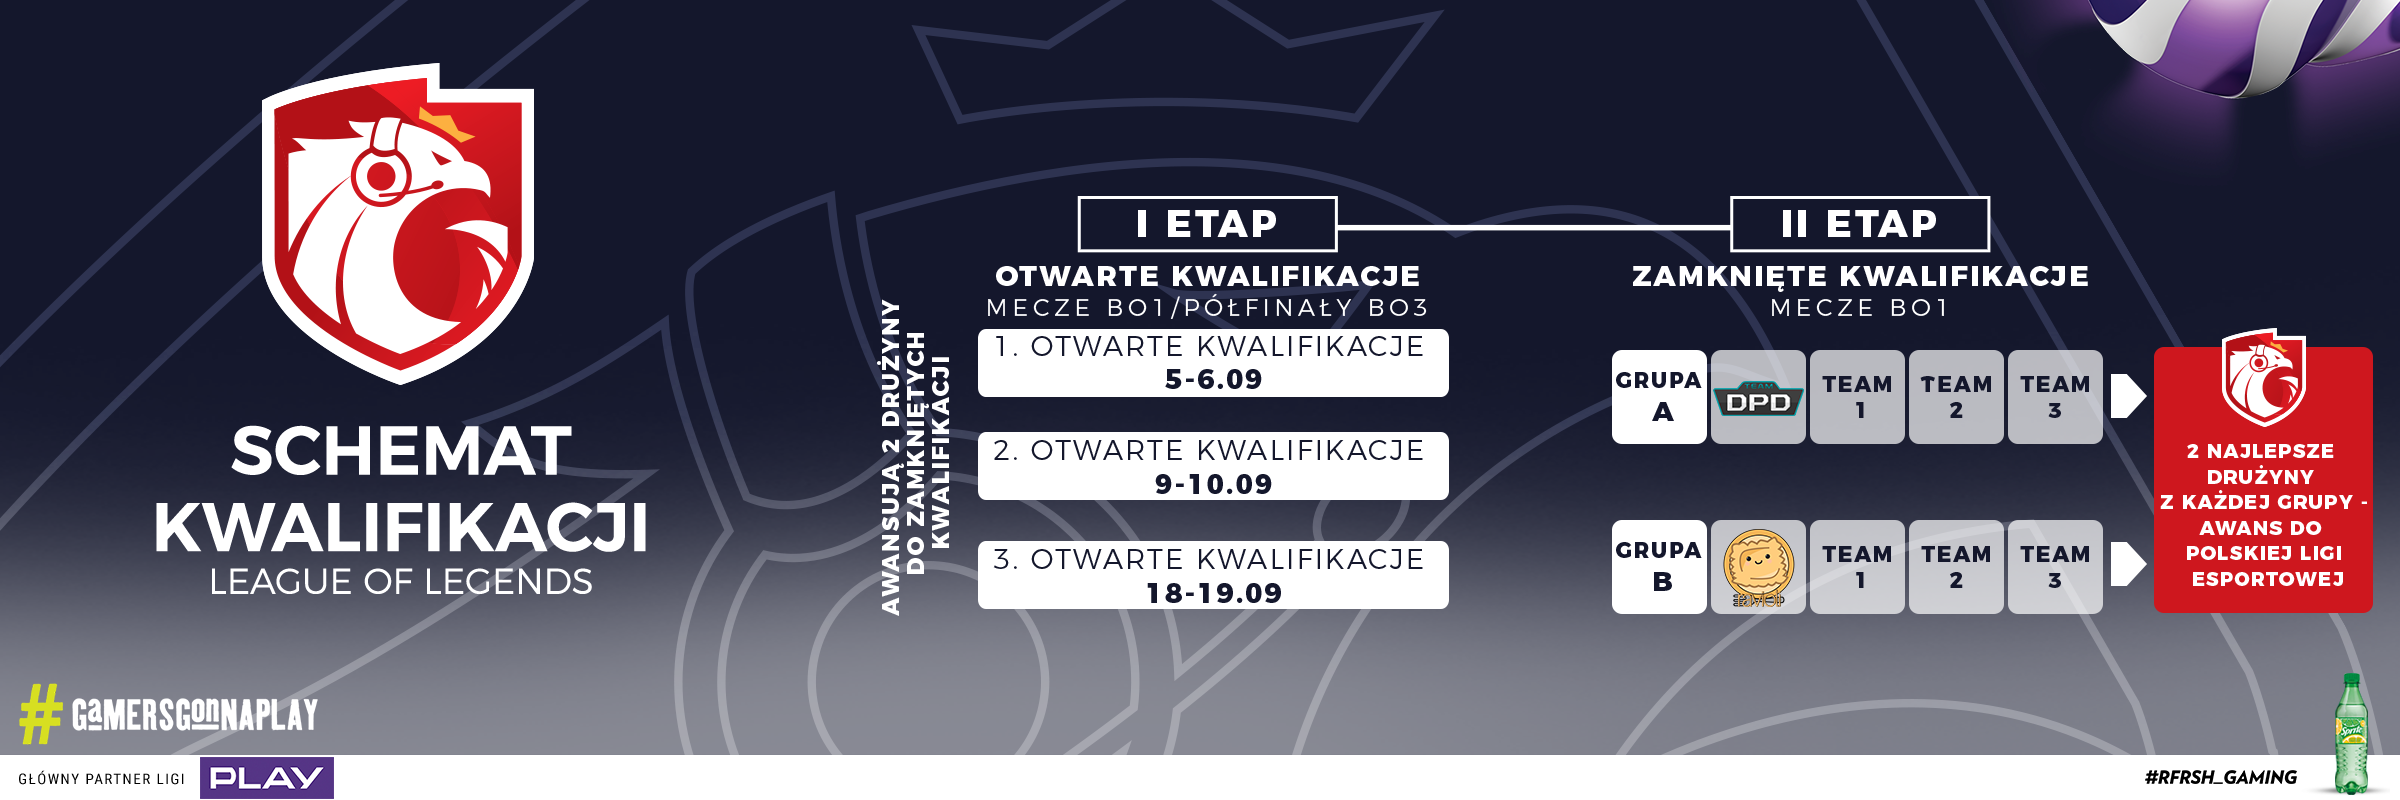 SCHEMAT
KWALIFIKACJI
LEAGUE OF LEGENDS
#GaMERSGonNAPLAY
GŁÓWNY PARTNER LIGI
PLAY
AWANSUJĄ 2 DRUŻYNY
DO ZAMKNIĘTYCH
KWALIFIKACJI
I ETAP
OTWARTE KWALIFIKACJE
MECZE BO1/PÓŁFINAŁY BO3
1. OTWARTE KWALIFIKACJE
5-6.09
2. OTWARTE KWALIFIKACJE
9-10.09
3. OTWARTE KWALIFIKACJE
18-19.09
II ETAP
ZAMKNIĘTE KWALIFIKACJE
MECZE BO1
GRUPA
A
TEAM
DPD
TEAM
1
TEAM
2
TEAM
3
GRUPA
B
TEAM
1
TEAM
2
TEAM
3
2 NAJLEPSZE
DRUŻYNY
Z KAŻDEJ GRUPY -
AWANS DO
POLSKIEJ LIGI
ESPORTOWEJ
Sprite
#RFRSH_GAMING